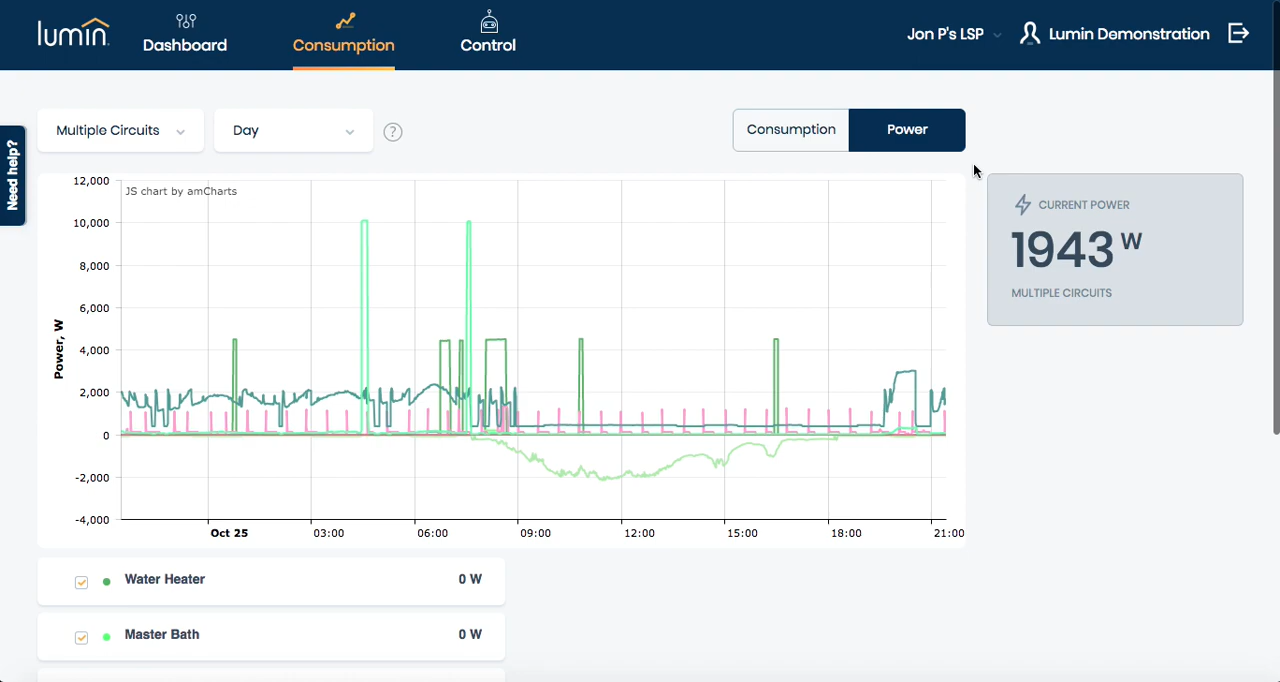 lumin
Dashboard
Consumption
Control
Jon P's LSP
Lumin Demonstration
Need help?
Multiple Circuits
Day
?
Consumption
Power
JS chart by amCharts
Power, W
12,000
10,000
8,000
6,000
4,000
2,000
0
-2,000
-4,000
Oct 25
03:00
06:00
09:00
12:00
15:00
18:00
21:00
CURRENT POWER
1943 W
MULTIPLE CIRCUITS
Water Heater 0 W
Master Bath 0 W